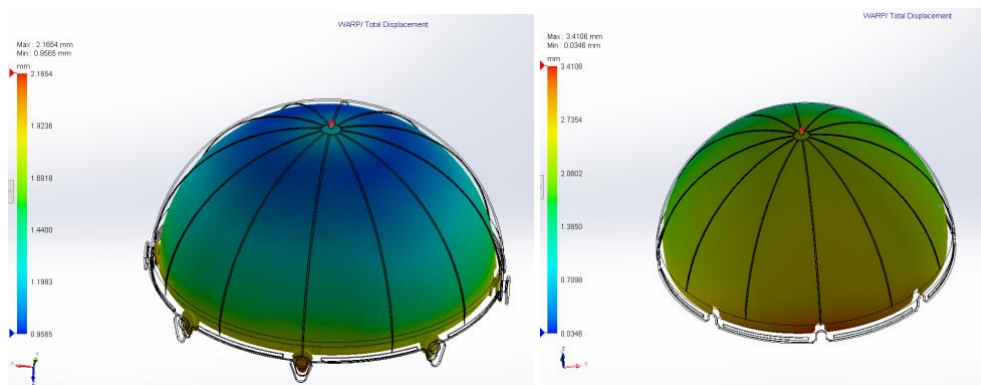 WARP/ Total Displacement
Max : 2.1654 mm
Min : 0.9565 mm
mm
2.1654
1.9236
1.6818
1.4400
1.1983
0.9565
WARP/ Total Displacement
Max : 3.4106 mm
Min : 0.0346 mm
mm
3.4106
2.7354
2.0602
1.3850
0.7098
0.0346